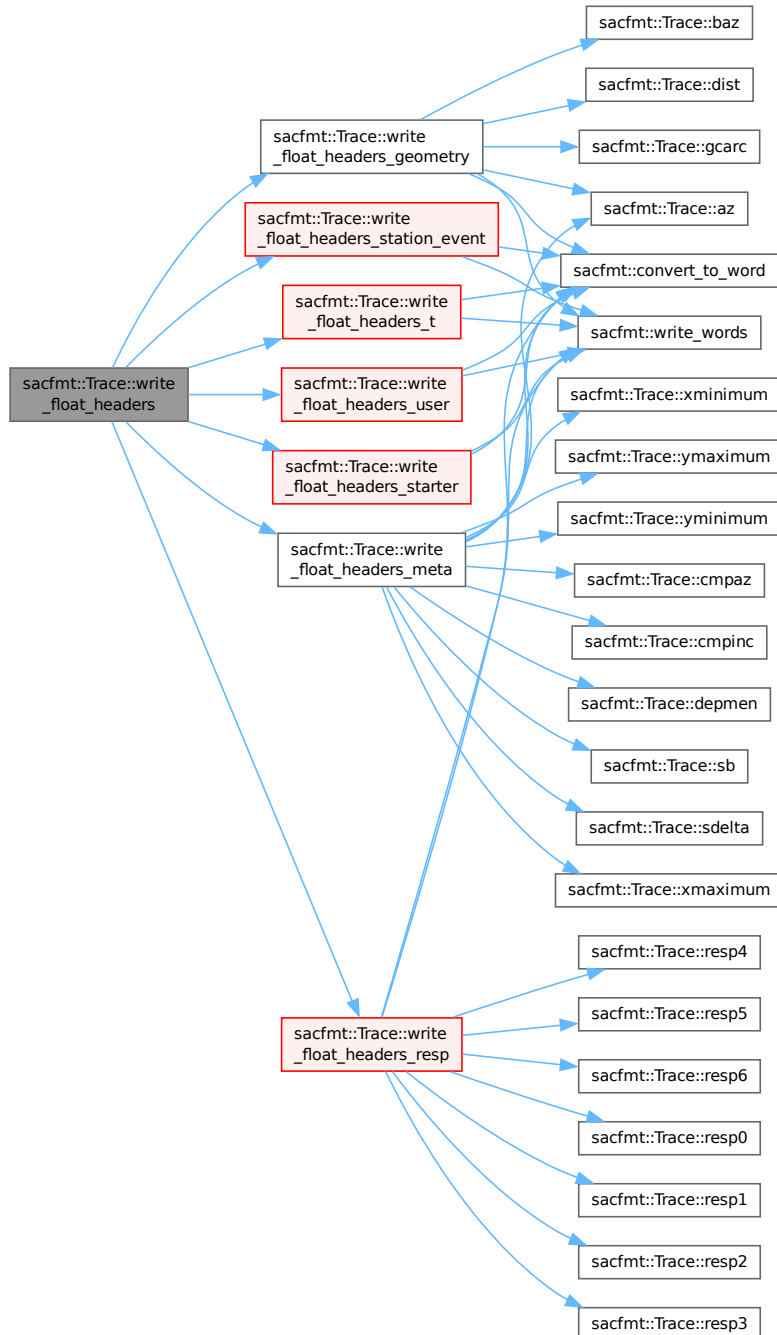 sacfmt::Trace::write
_float_headers
sacfmt::Trace::write
_float_headers_geometry
sacfmt::Trace::write
_float_headers_station_event
sacfmt::Trace::write
_float_headers_t
sacfmt::Trace::write
_float_headers_user
sacfmt::Trace::write
_float_headers_starter
sacfmt::Trace::write
_float_headers_meta
sacfmt::Trace::write
_float_headers_resp
sacfmt::Trace::baz
sacfmt::Trace::dist
sacfmt::Trace::gcarc
sacfmt::Trace::az
sacfmt::convert_to_word
sacfmt::write_words
sacfmt::Trace::xminimum
sacfmt::Trace::ymaximum
sacfmt::Trace::yminimum
sacfmt::Trace::cmpaz
sacfmt::Trace::cmpinc
sacfmt::Trace::depmen
sacfmt::Trace::sb
sacfmt::Trace::sdelta
sacfmt::Trace::xmaximum
sacfmt::Trace::resp4
sacfmt::Trace::resp5
sacfmt::Trace::resp6
sacfmt::Trace::resp0
sacfmt::Trace::resp1
sacfmt::Trace::resp2
sacfmt::Trace::resp3